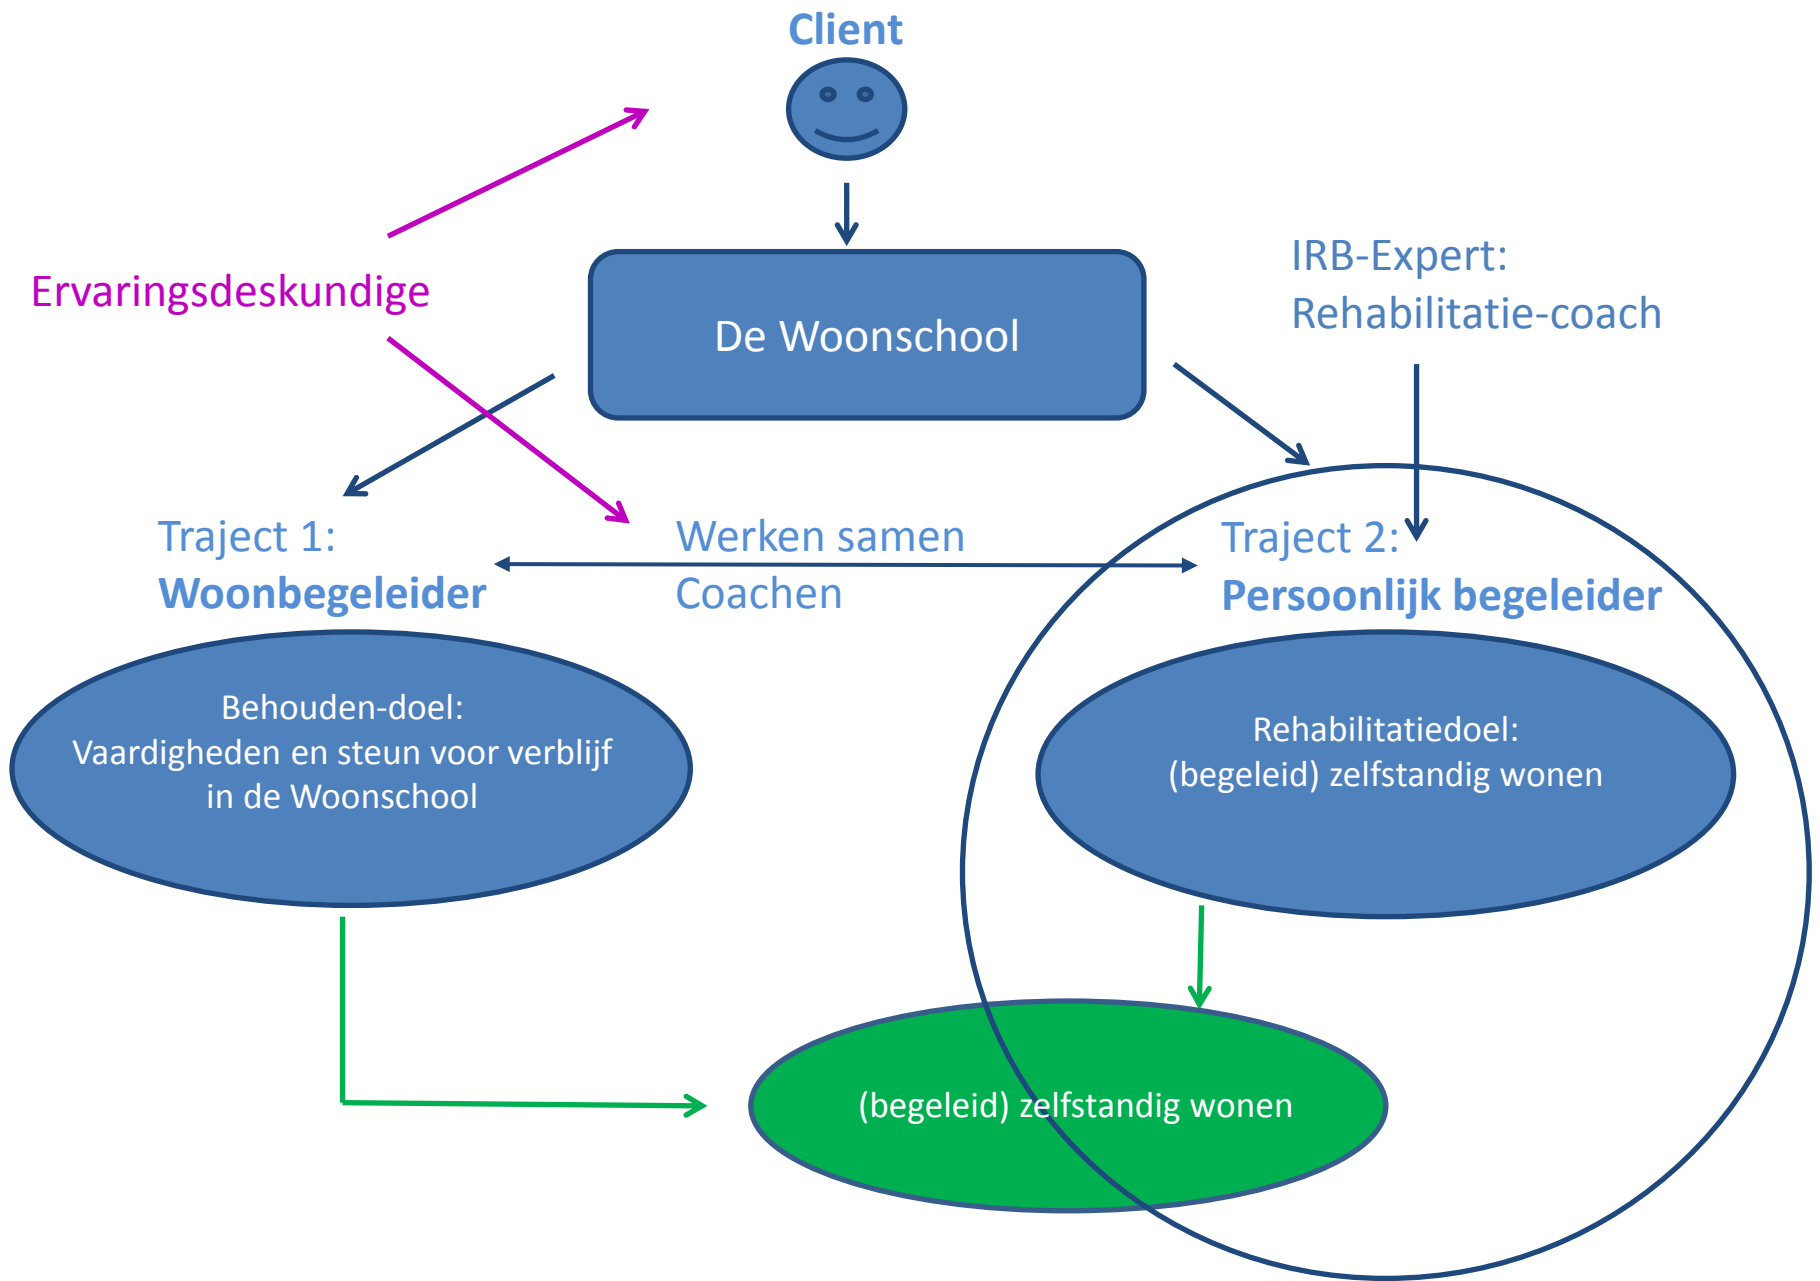 Client
Ervaringsdeskundige
De Woonschool
IRB-Expert:
Rehabilitatie-coach
Traject 1:
Woonbegeleider
Werken samen
Coachen
Traject 2:
Persoonlijk begeleider
Behouden-doel:
Vaardigheden en steun voor verblijf
in de Woonschool
Rehabilitatiedoel:
(begeleid) zelfstandig wonen
(begeleid) zelfstandig wonen